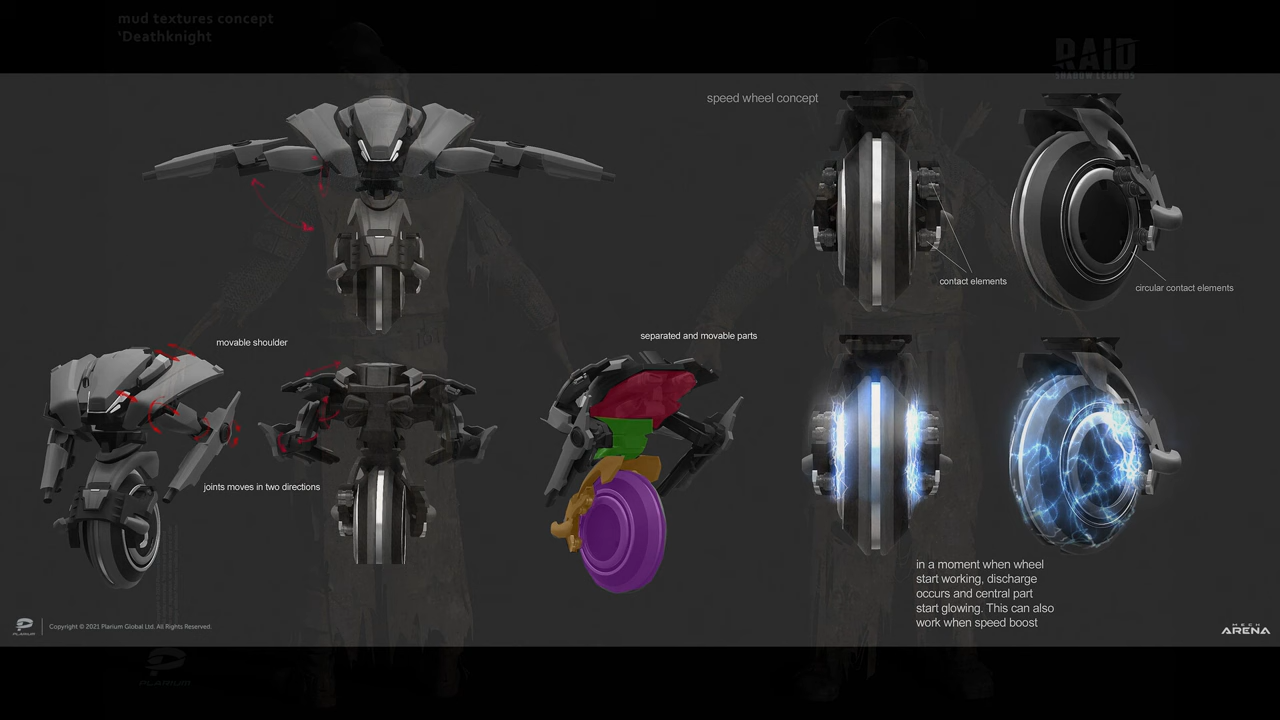 mud textures concept
'Deathknight
RAID
SHADOW LEGENDS
speed wheel concept
contact elements
circular contact elements
movable shoulder
separated and movable parts
joints moves in two directions
in a moment when wheel
start working, discharge
occurs and central part
start glowing. This can also
work when speed boost
PLARIUM
Copyright © 2021 Plarium Global Ltd. All Rights Reserved.
MECH
ARENA
PLARIUM